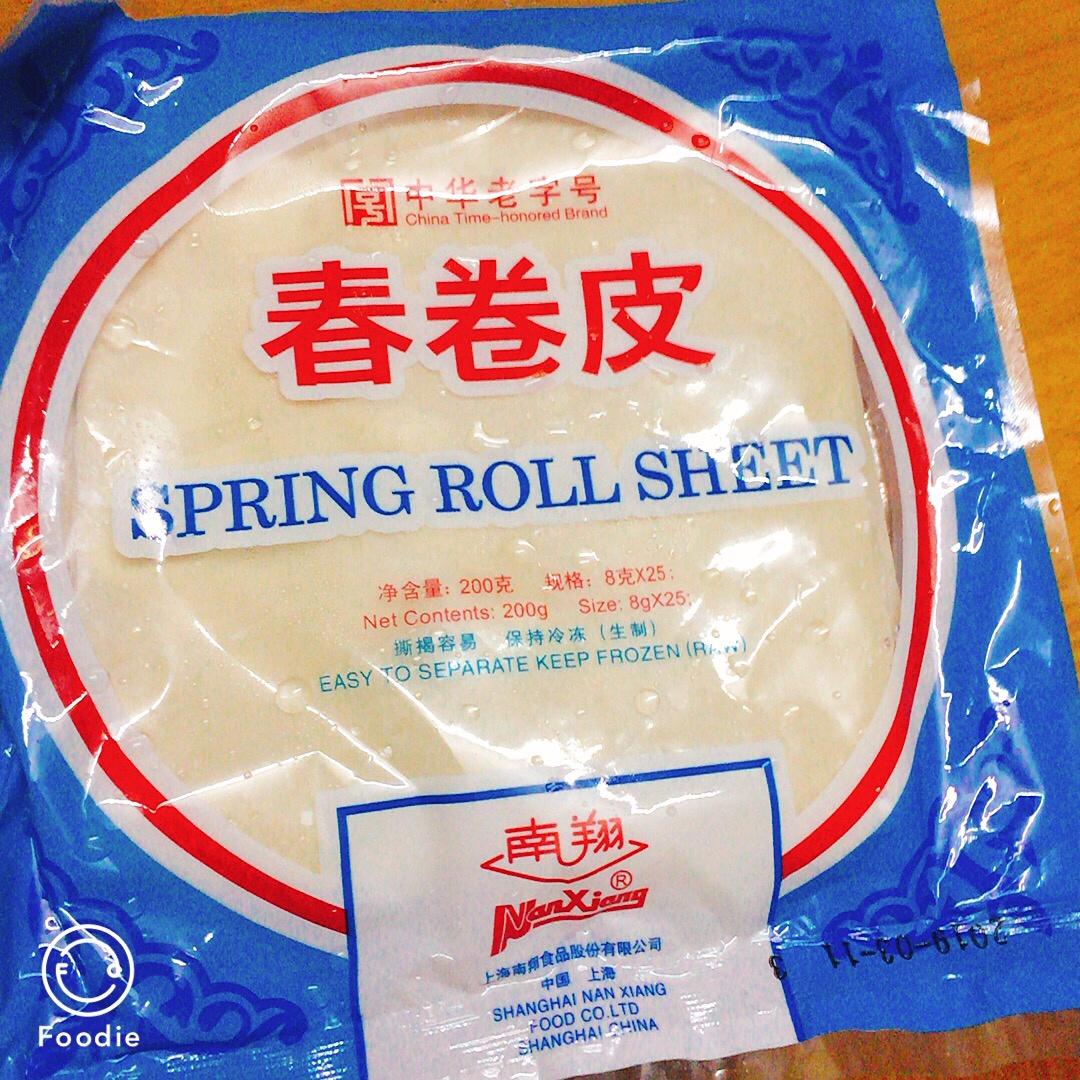 中华老字号
China Time-honored Brand
春卷皮
SPRING ROLL SHEET
净含量: 200克 规格: 8克X25;
Net Contents: 200g Size: 8gX25;
撕揭容易 保持冷冻 (生制)
EASY TO SEPARATE KEEP FROZEN (RAW)
南翔
NanXiang®
上海南翔食品股份有限公司
中国 上海
SHANGHAI NAN XIANG
FOOD CO.LTD
SHANGHAI CHINA
2019-03-11 3
Foodie